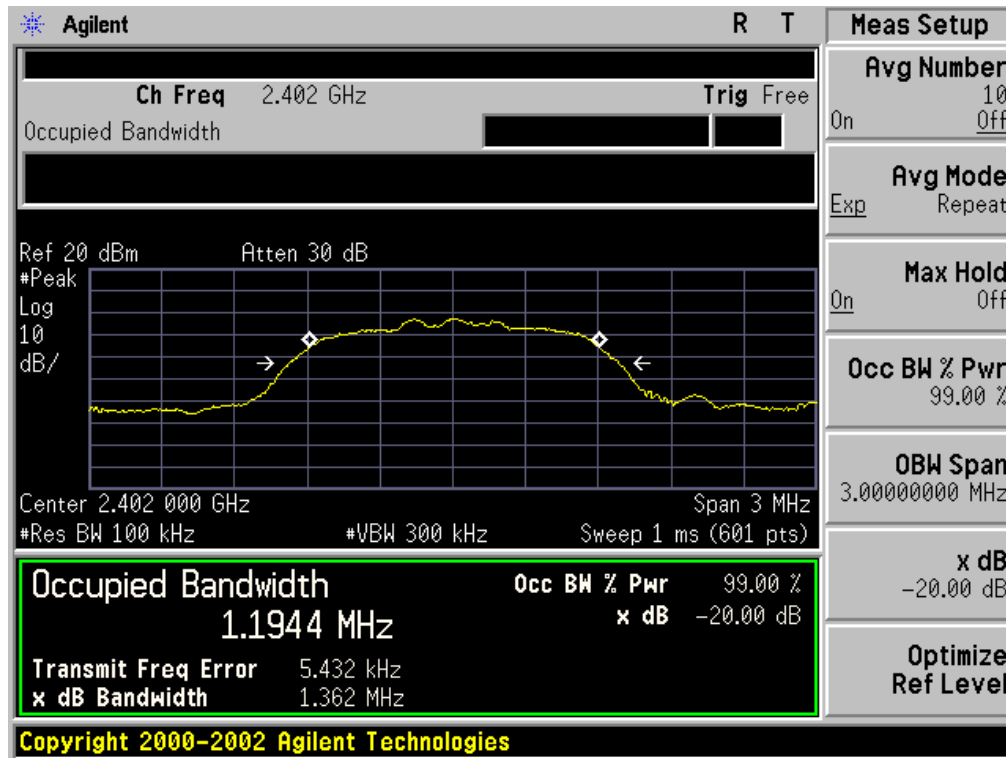 Agilent R T
Meas Setup
Ch Freq 2.402 GHz Trig Free
Occupied Bandwidth
Ref 20 dBm Atten 30 dB
#Peak
Log
10
dB/
Center 2.402 000 GHz Span 3 MHz
#Res BW 100 kHz #VBW 300 kHz Sweep 1 ms (601 pts)
Occupied Bandwidth Occ BW % Pwr 99.00 %
1.1944 MHz x dB -20.00 dB
Transmit Freq Error 5.432 kHz
x dB Bandwidth 1.362 MHz
Avg Number
10
On Off
Avg Mode
Exp Repeat
Max Hold
On Off
Occ BW % Pwr
99.00 %
OBW Span
3.00000000 MHz
x dB
-20.00 dB
Optimize
Ref Level
Copyright 2000-2002 Agilent Technologies